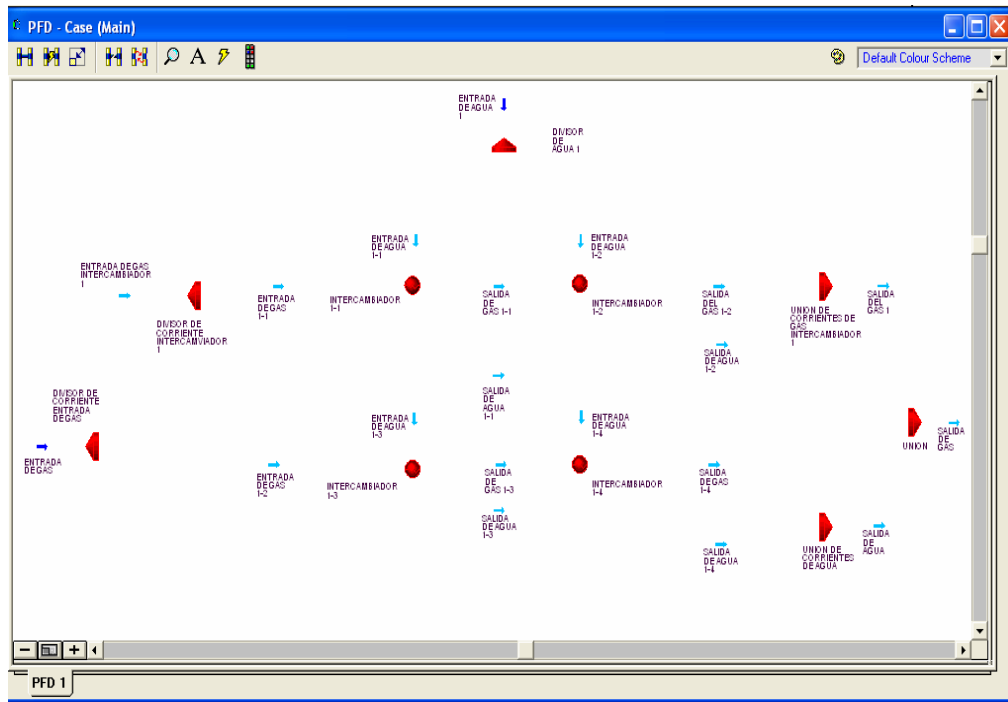 PFD - Case (Main)
A
Default Colour Scheme
ENTRADA
DE AGUA
1
DIVISOR
DE
AGUA 1
ENTRADA
DE AGUA
1-1
ENTRADA
DE AGUA
1-2
ENTRADA DE GAS
INTERCAMBIADOR
1
DIVISOR DE
CORRIENTE
INTERCAMVIADOR
1
ENTRADA
DE GAS
1-1
INTERCAMBIADOR
1-1
SALIDA
DE
GAS 1-1
INTERCAMBIADOR
1-2
SALIDA
DEL
GAS 1-2
UNION DE
CORRIENTES DE
GAS
INTERCAMBIADOR
1
SALIDA
DEL
GAS 1
SALIDA
DE AGUA
1-2
SALIDA
DE
AGUA
1-1
DIVISOR DE
CORRIENTE
ENTRADA
DE GAS
ENTRADA
DE GAS
ENTRADA
DE AGUA
1-3
ENTRADA
DE AGUA
1-4
UNION
SALIDA
DE
GAS
ENTRADA
DE GAS
1-2
INTERCAMBIADOR
1-3
SALIDA
DE
GAS 1-3
INTERCAMBIADOR
1-4
SALIDA
DE GAS
1-4
SALIDA
DE AGUA
1-3
SALIDA
DE AGUA
1-4
UNION DE
CORRIENTES
DE AGUA
SALIDA
DE
AGUA
PFD 1